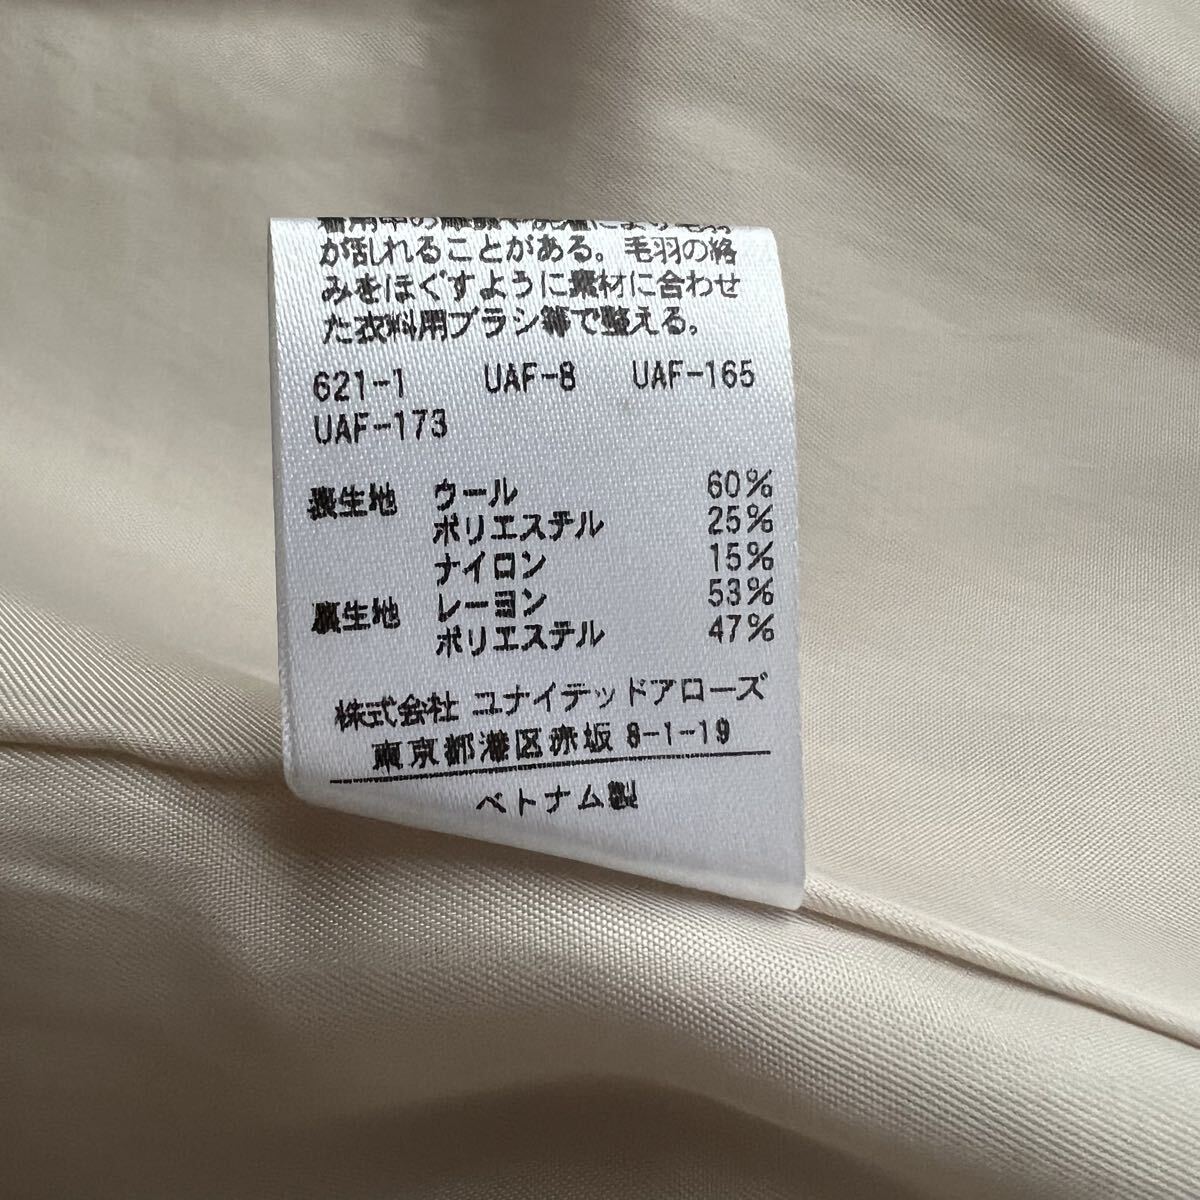 が乱れることがある。毛羽の絡
みをほぐすように素材に合わせ
た衣料用ブラシ等で整える。
621-1 UAF-8 UAF-165
UAF-173
表生地 ウール 60%
ポリエステル 25%
ナイロン 15%
裏生地 レーヨン 53%
ポリエステル 47%
株式会社 ユナイテッドアローズ
東京都港区赤坂 8-1-19
ベトナム製